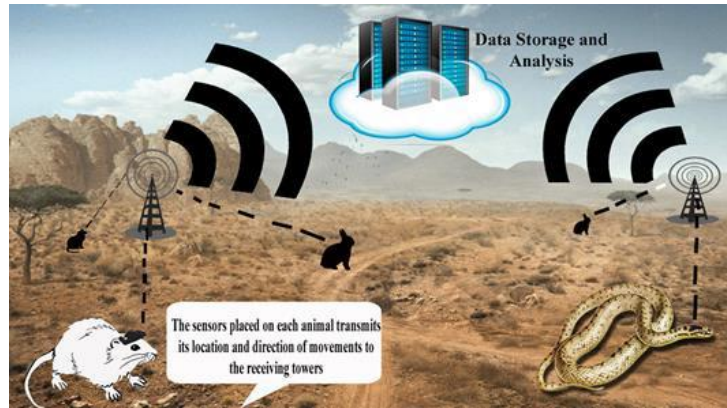 Data Storage and
Analysis
The sensors placed on each animal transmits
its location and direction of movements to
the receiving towers